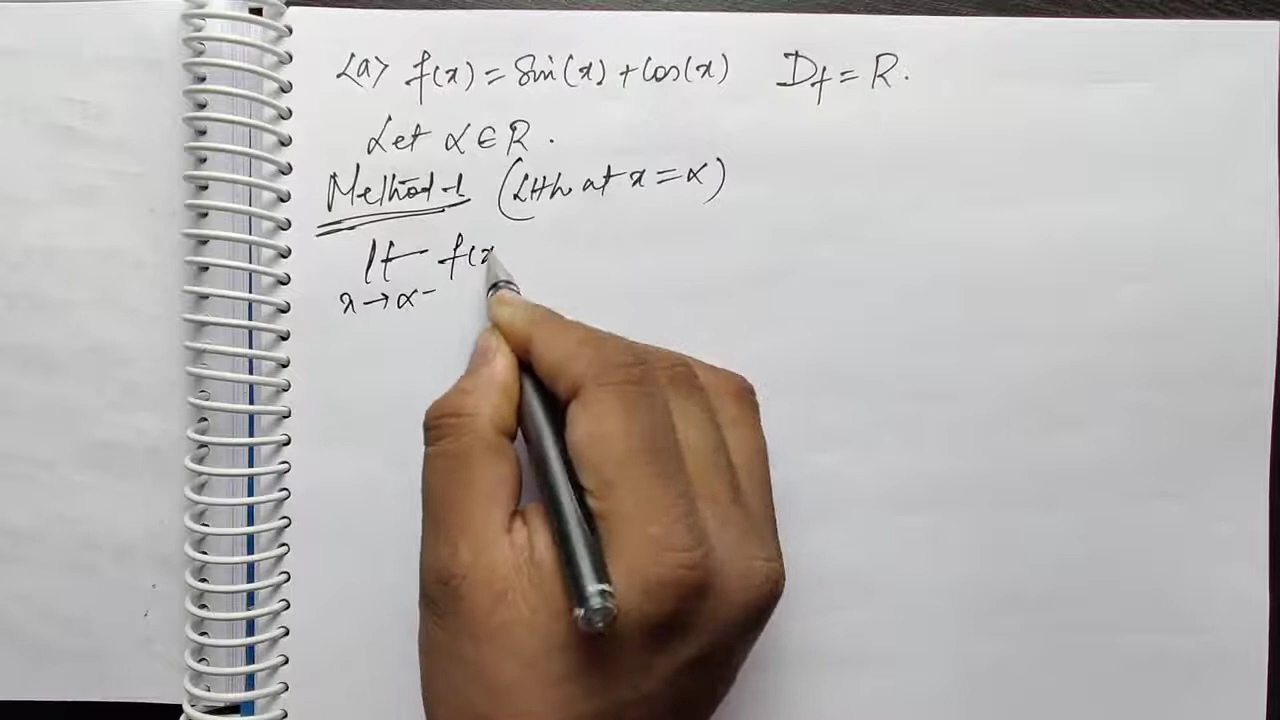 <a> f(x) = Sin(x) + Cos(x) Df = R.
Let α ∈ R.
Method-1 (LHL at x = α)
lt f(x
x → α⁻